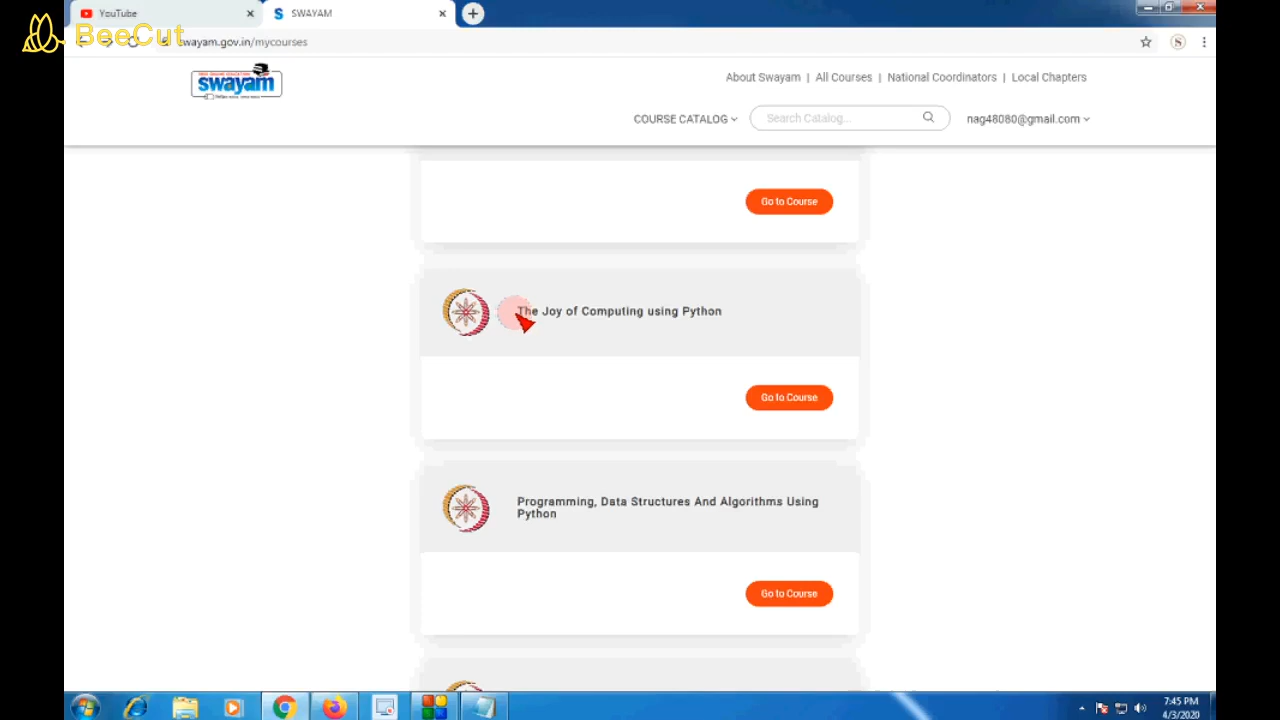 YouTube
SWAYAM
BeeCut
swayam.gov.in/mycourses
swayam
About Swayam | All Courses | National Coordinators | Local Chapters
COURSE CATALOG
Search Catalog...
nag48080@gmail.com
Go to Course
The Joy of Computing using Python
Go to Course
Programming, Data Structures And Algorithms Using
Python
Go to Course
7:45 PM
4/3/2020